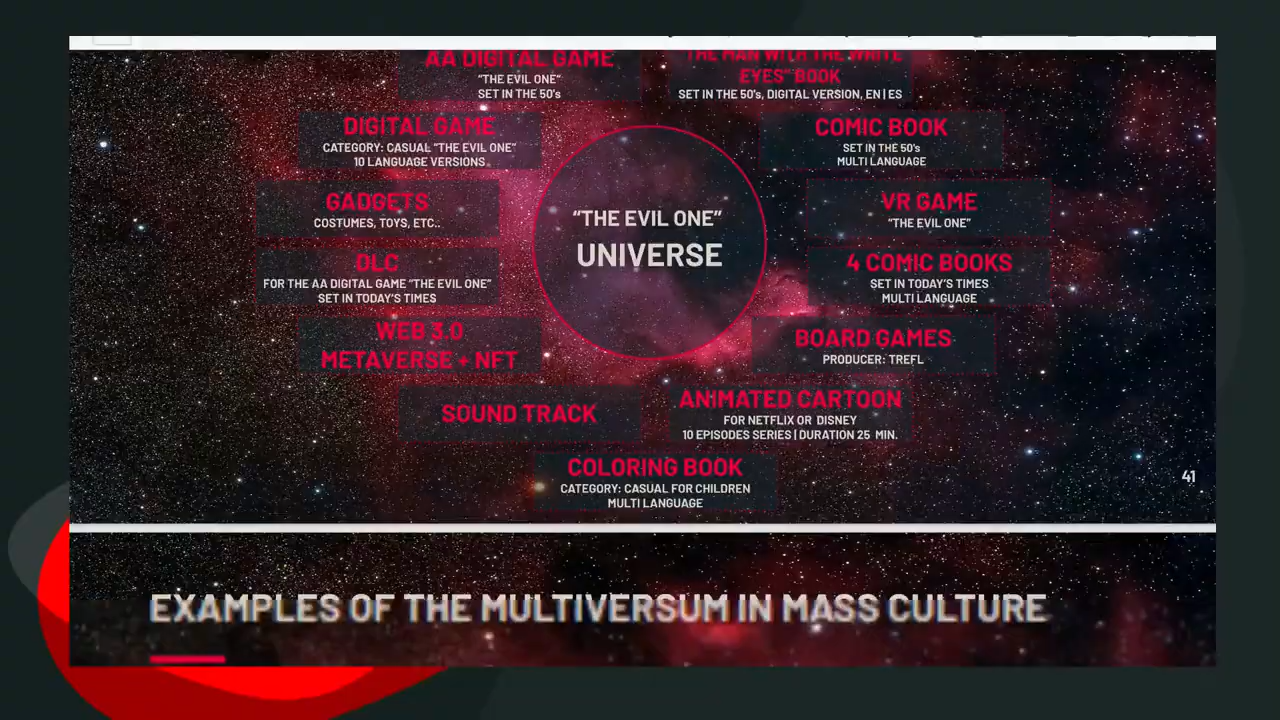 AA DIGITAL GAME
"THE EVIL ONE"
SET IN THE 50's
THE MAN WITH THE WHITE
EYES" BOOK
SET IN THE 50's, DIGITAL VERSION, EN | ES
DIGITAL GAME
CATEGORY: CASUAL "THE EVIL ONE"
10 LANGUAGE VERSIONS
COMIC BOOK
SET IN THE 50's
MULTI LANGUAGE
GADGETS
COSTUMES, TOYS, ETC..
VR GAME
"THE EVIL ONE"
"THE EVIL ONE"
UNIVERSE
DLC
FOR THE AA DIGITAL GAME "THE EVIL ONE"
SET IN TODAY'S TIMES
4 COMIC BOOKS
SET IN TODAY'S TIMES
MULTI LANGUAGE
WEB 3.0
METAVERSE + NFT
BOARD GAMES
PRODUCER: TREFL
SOUND TRACK
ANIMATED CARTOON
FOR NETFLIX OR DISNEY
10 EPISODES SERIES | DURATION 25 MIN.
COLORING BOOK
CATEGORY: CASUAL FOR CHILDREN
MULTI LANGUAGE
41
EXAMPLES OF THE MULTIVERSUM IN MASS CULTURE